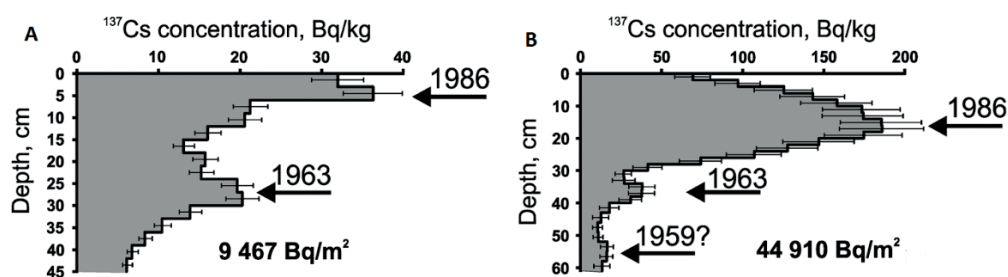 A
¹³⁷Cs concentration, Bq/kg
0 10 20 30 40
Depth, cm
0
5
10
15
20
25
30
35
40
45
1986
1963
9 467 Bq/m²
B
¹³⁷Cs concentration, Bq/kg
0 50 100 150 200
Depth, cm
0
10
20
30
40
50
60
1986
1963
1959?
44 910 Bq/m²